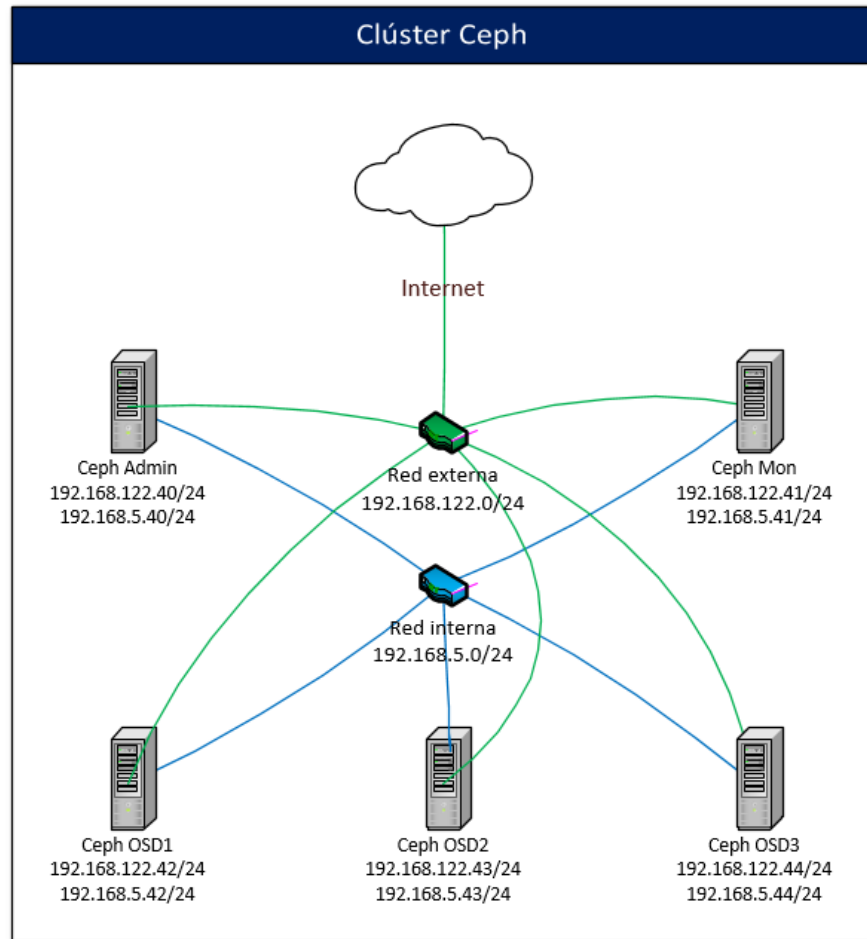 Clúster Ceph
Internet
Ceph Admin
192.168.122.40/24
192.168.5.40/24
Red externa
192.168.122.0/24
Ceph Mon
192.168.122.41/24
192.168.5.41/24
Red interna
192.168.5.0/24
Ceph OSD1
192.168.122.42/24
192.168.5.42/24
Ceph OSD2
192.168.122.43/24
192.168.5.43/24
Ceph OSD3
192.168.122.44/24
192.168.5.44/24